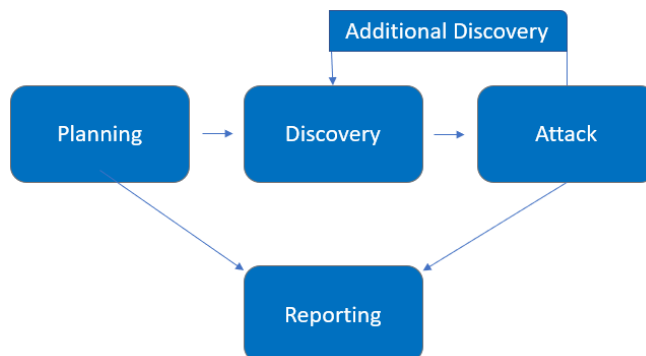 Additional Discovery
Planning
Discovery
Attack
Reporting